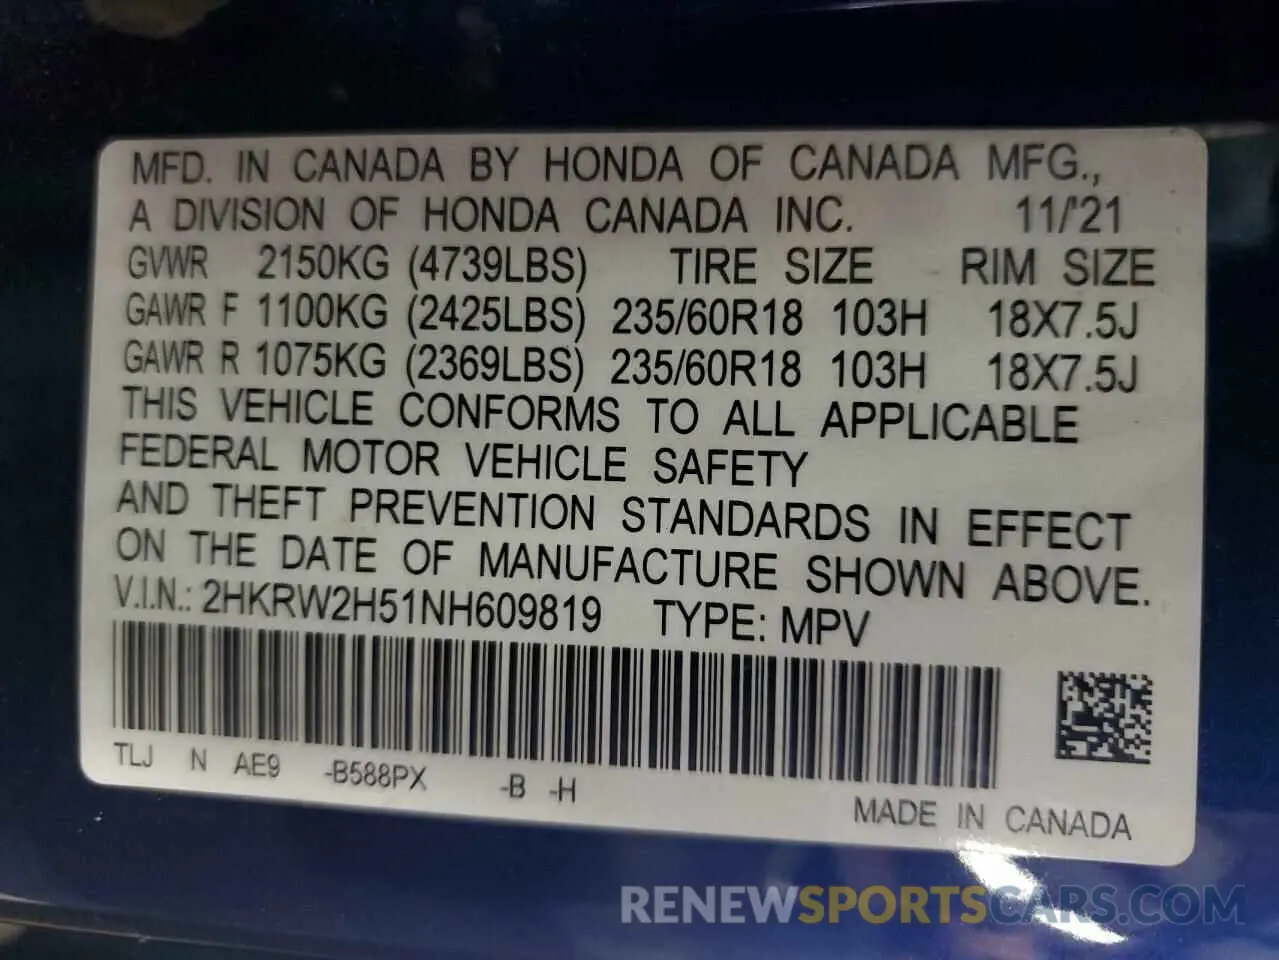 MFD. IN CANADA BY HONDA OF CANADA MFG.,
A DIVISION OF HONDA CANADA INC. 11/'21
GVWR 2150KG (4739LBS) TIRE SIZE RIM SIZE
GAWR F 1100KG (2425LBS) 235/60R18 103H 18X7.5J
GAWR R 1075KG (2369LBS) 235/60R18 103H 18X7.5J
THIS VEHICLE CONFORMS TO ALL APPLICABLE
FEDERAL MOTOR VEHICLE SAFETY
AND THEFT PREVENTION STANDARDS IN EFFECT
ON THE DATE OF MANUFACTURE SHOWN ABOVE.
V.I.N.: 2HKRW2H51NH609819 TYPE: MPV
TLJ N AE9 -B588PX -B -H
MADE IN CANADA
RENEWSPORTSCARS.COM